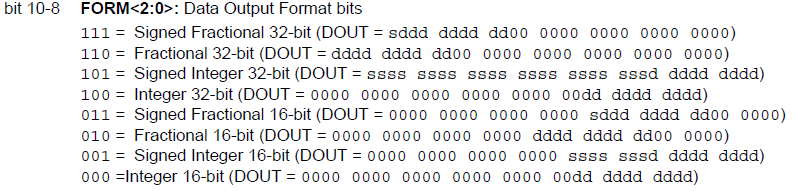 bit 10-8 FORM<2:0>: Data Output Format bits
111 = Signed Fractional 32-bit (DOUT = sddd dddd dd00 0000 0000 0000 0000)
110 = Fractional 32-bit (DOUT = dddd dddd dd00 0000 0000 0000 0000 0000)
101 = Signed Integer 32-bit (DOUT = ssss ssss ssss ssss ssss sssd dddd dddd)
100 = Integer 32-bit (DOUT = 0000 0000 0000 0000 0000 00dd dddd dddd)
011 = Signed Fractional 16-bit (DOUT = 0000 0000 0000 0000 sddd dddd dd00 0000)
010 = Fractional 16-bit (DOUT = 0000 0000 0000 0000 dddd dddd dd00 0000)
001 = Signed Integer 16-bit (DOUT = 0000 0000 0000 0000 ssss sssd dddd dddd)
000 =Integer 16-bit (DOUT = 0000 0000 0000 0000 0000 00dd dddd dddd)